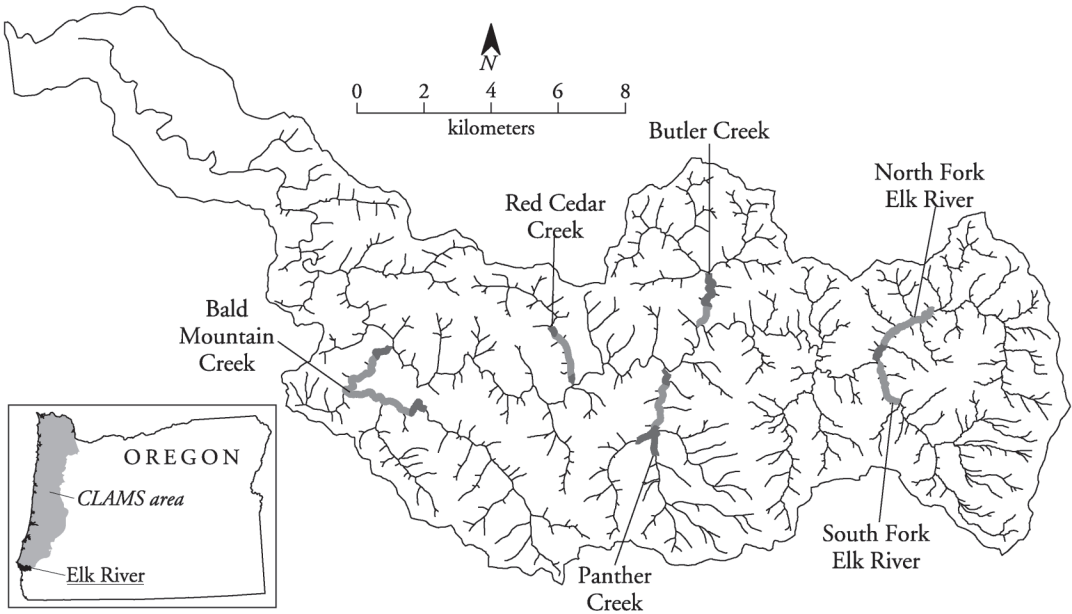 N
0 2 4 6 8
kilometers
Butler Creek
North Fork
Elk River
Red Cedar
Creek
Bald
Mountain
Creek
OREGON
CLAMS area
Elk River
South Fork
Elk River
Panther
Creek